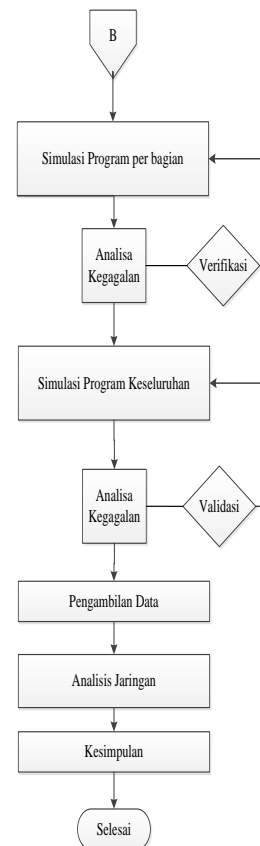 B
Simulasi Program per bagian
Analisa
Kegagalan
Verifikasi
Simulasi Program Keseluruhan
Analisa
Kegagalan
Validasi
Pengambilan Data
Analisis Jaringan
Kesimpulan
Selesai